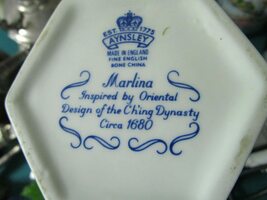 EST. 1775
AYNSLEY
MADE IN ENGLAND
FINE ENGLISH
BONE CHINA
Marlina
Inspired by Oriental
Design of the Ch'ing Dynasty
Circa 1680